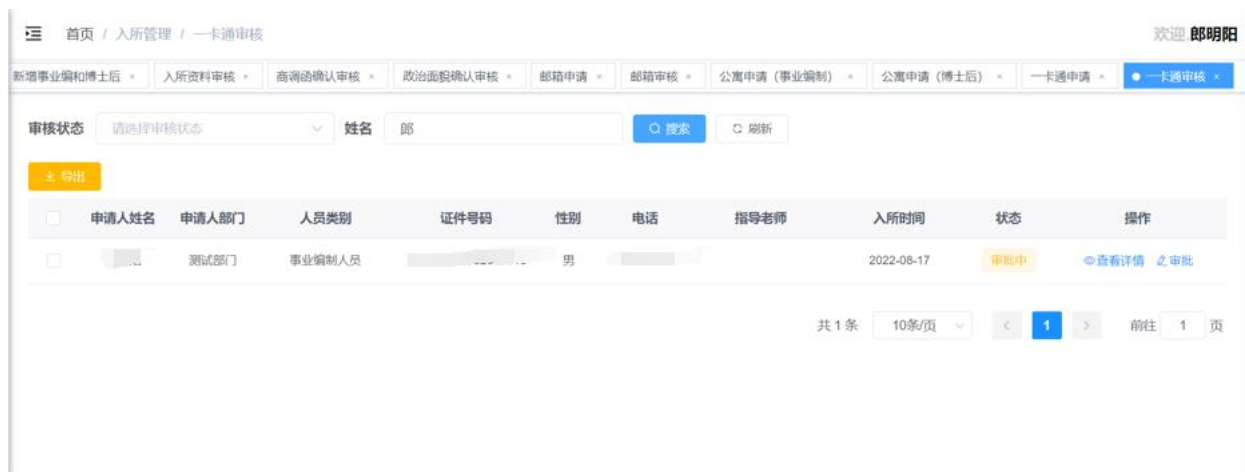 首页 / 入所管理 / 一卡通审核
欢迎,郎明阳
新增事业编和博士后 ×
入所资料审核 ×
商调函确认审核 ×
政治面貌确认审核 ×
邮箱申请 ×
邮箱审核 ×
公寓申请（事业编制） ×
公寓申请（博士后） ×
一卡通申请 ×
一卡通审核 ×
审核状态 请选择审核状态 姓名 郎 搜索 刷新
导出
申请人姓名 申请人部门 人员类别 证件号码 性别 电话 指导老师 入所时间 状态 操作
测试部门 事业编制人员 男 2022-08-17 审批中 查看详情 审批
共 1 条 10条/页 < 1 > 前往 1 页